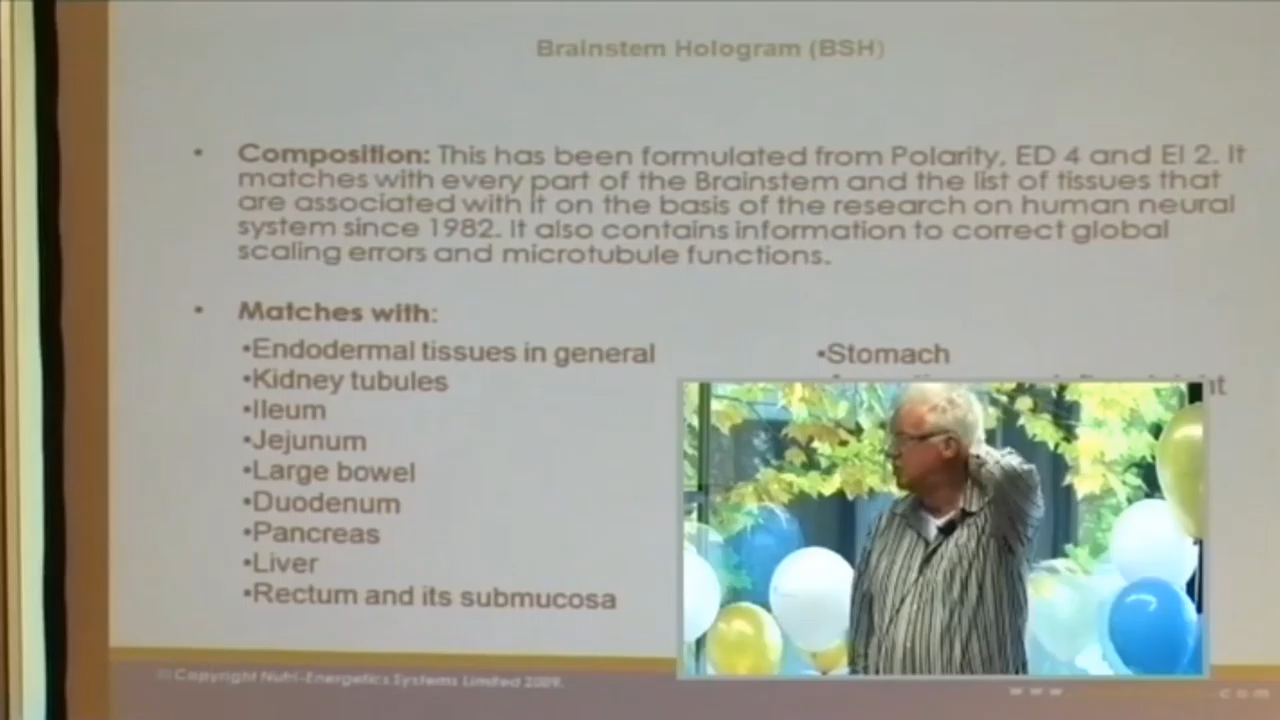 Brainstem Hologram (BSH)
• Composition: This has been formulated from Polarity, ED 4 and EI 2. It
matches with every part of the Brainstem and the list of tissues that
are associated with it on the basis of the research on human neural
system since 1982. It also contains information to correct global
scaling errors and microtubule functions.
• Matches with:
•Endodermal tissues in general
•Kidney tubules
•Ileum
•Jejunum
•Large bowel
•Duodenum
•Pancreas
•Liver
•Rectum and its submucosa
•Stomach
© Copyright Nutri-Energetics Systems Limited 2009.
www. .com